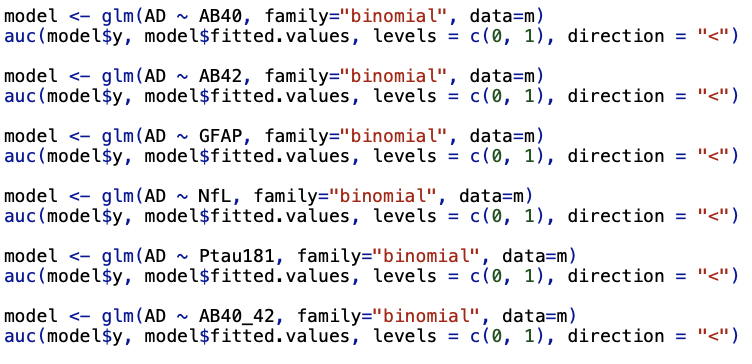 model <- glm(AD ~ AB40, family="binomial", data=m)
auc(model$y, model$fitted.values, levels = c(0, 1), direction = "<")
model <- glm(AD ~ AB42, family="binomial", data=m)
auc(model$y, model$fitted.values, levels = c(0, 1), direction = "<")
model <- glm(AD ~ GFAP, family="binomial", data=m)
auc(model$y, model$fitted.values, levels = c(0, 1), direction = "<")
model <- glm(AD ~ NfL, family="binomial", data=m)
auc(model$y, model$fitted.values, levels = c(0, 1), direction = "<")
model <- glm(AD ~ Ptau181, family="binomial", data=m)
auc(model$y, model$fitted.values, levels = c(0, 1), direction = "<")
model <- glm(AD ~ AB40_42, family="binomial", data=m)
auc(model$y, model$fitted.values, levels = c(0, 1), direction = "<")